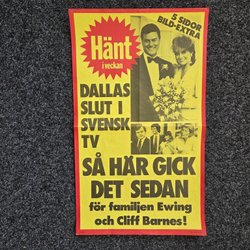 5 SIDOR
BILD-EXTRA
Hänt
i veckan
DALLAS
SLUT I
SVENSK
TV
SÅ HÄR GICK
DET SEDAN
för familjen Ewing
och Cliff Barnes!